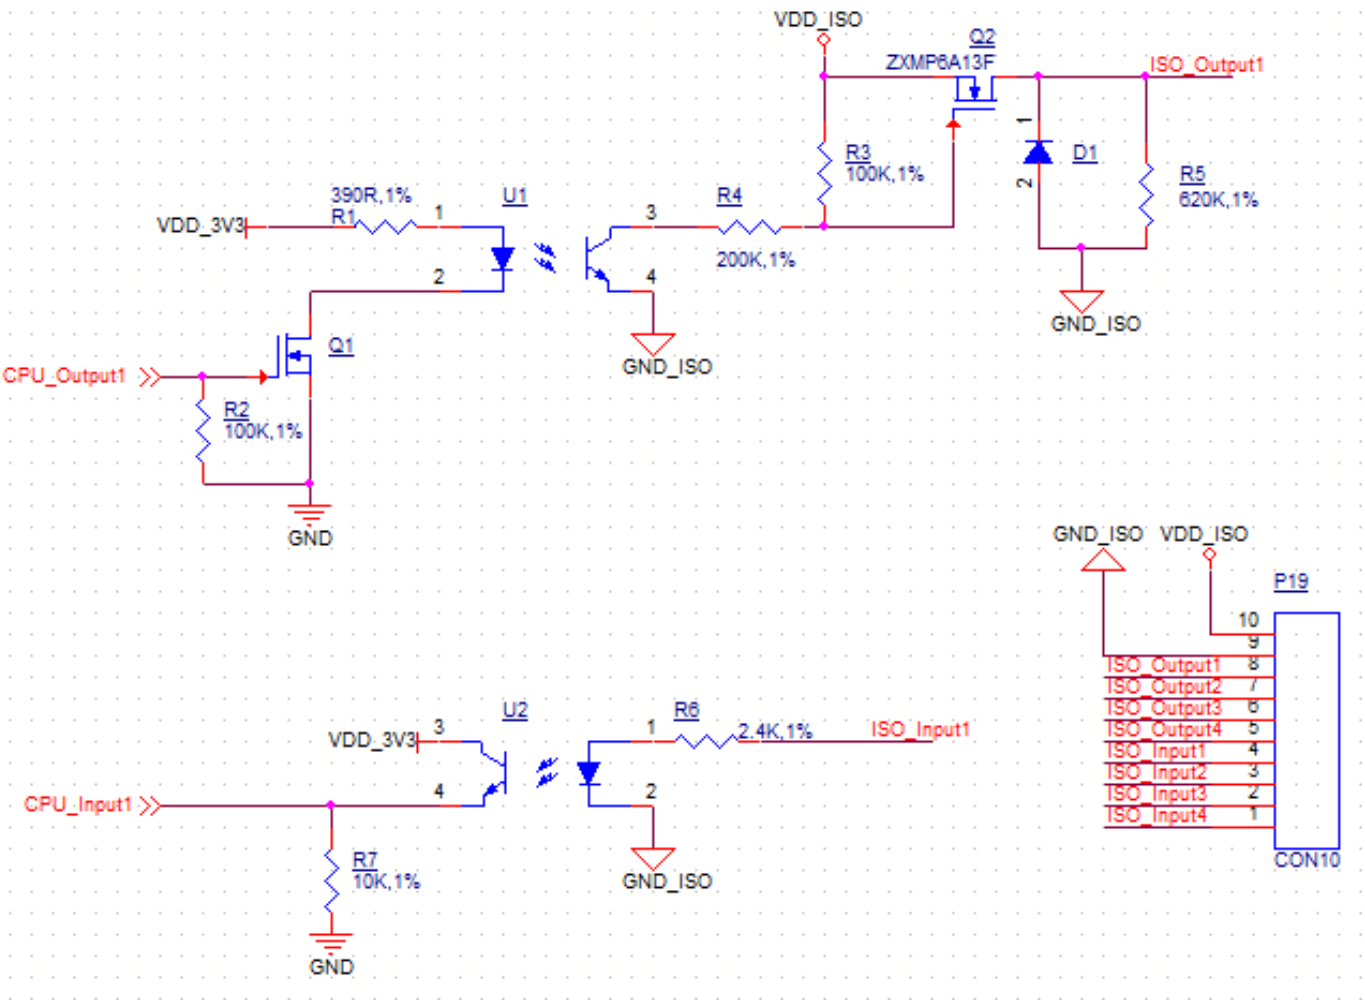 VDD_ISO
Q2
ZXMP6A13F
ISO_Output1
1
D1
2
R3
100K,1%
R5
620K,1%
390R,1%
R1
VDD_3V3
1
U1
3
R4
200K,1%
2
4
GND_ISO
GND_ISO
Q1
CPU_Output1
R2
100K,1%
GND
GND_ISO
VDD_ISO
P19
10
9
ISO_Output1 8
ISO_Output2 7
ISO_Output3 6
ISO_Output4 5
ISO_Input1 4
ISO_Input2 3
ISO_Input3 2
ISO_Input4 1
CON10
U2
3
VDD_3V3
1
R6
2.4K,1%
ISO_Input1
CPU_Input1
4
2
R7
10K,1%
GND_ISO
GND